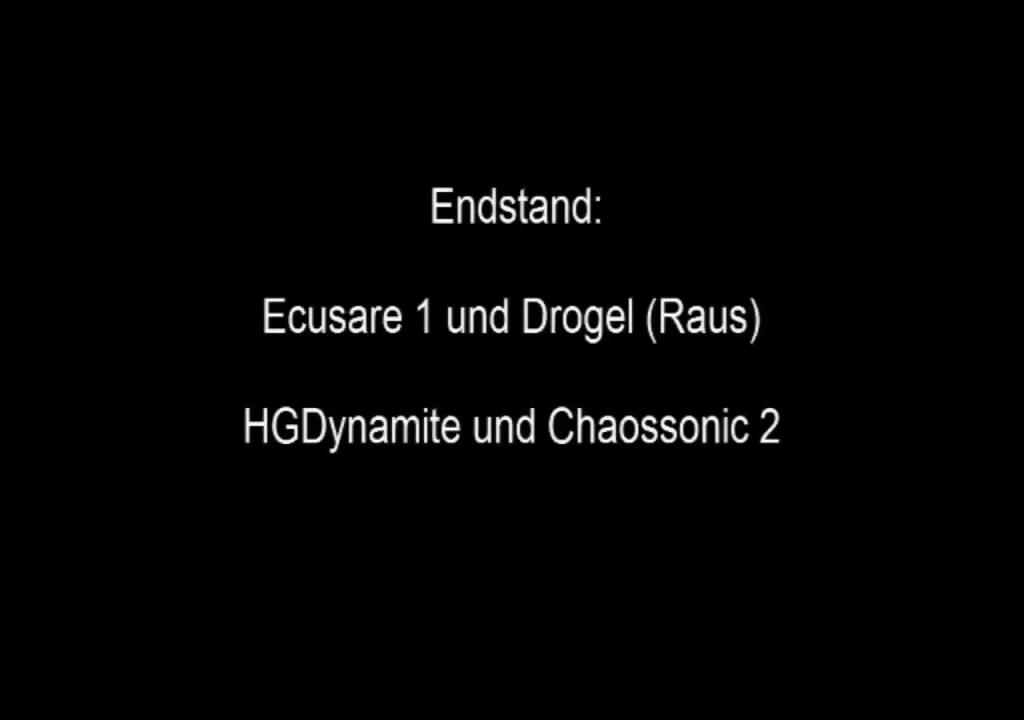 Endstand:
Ecusare 1 und Drogel (Raus)
HGDynamite und Chaossonic 2